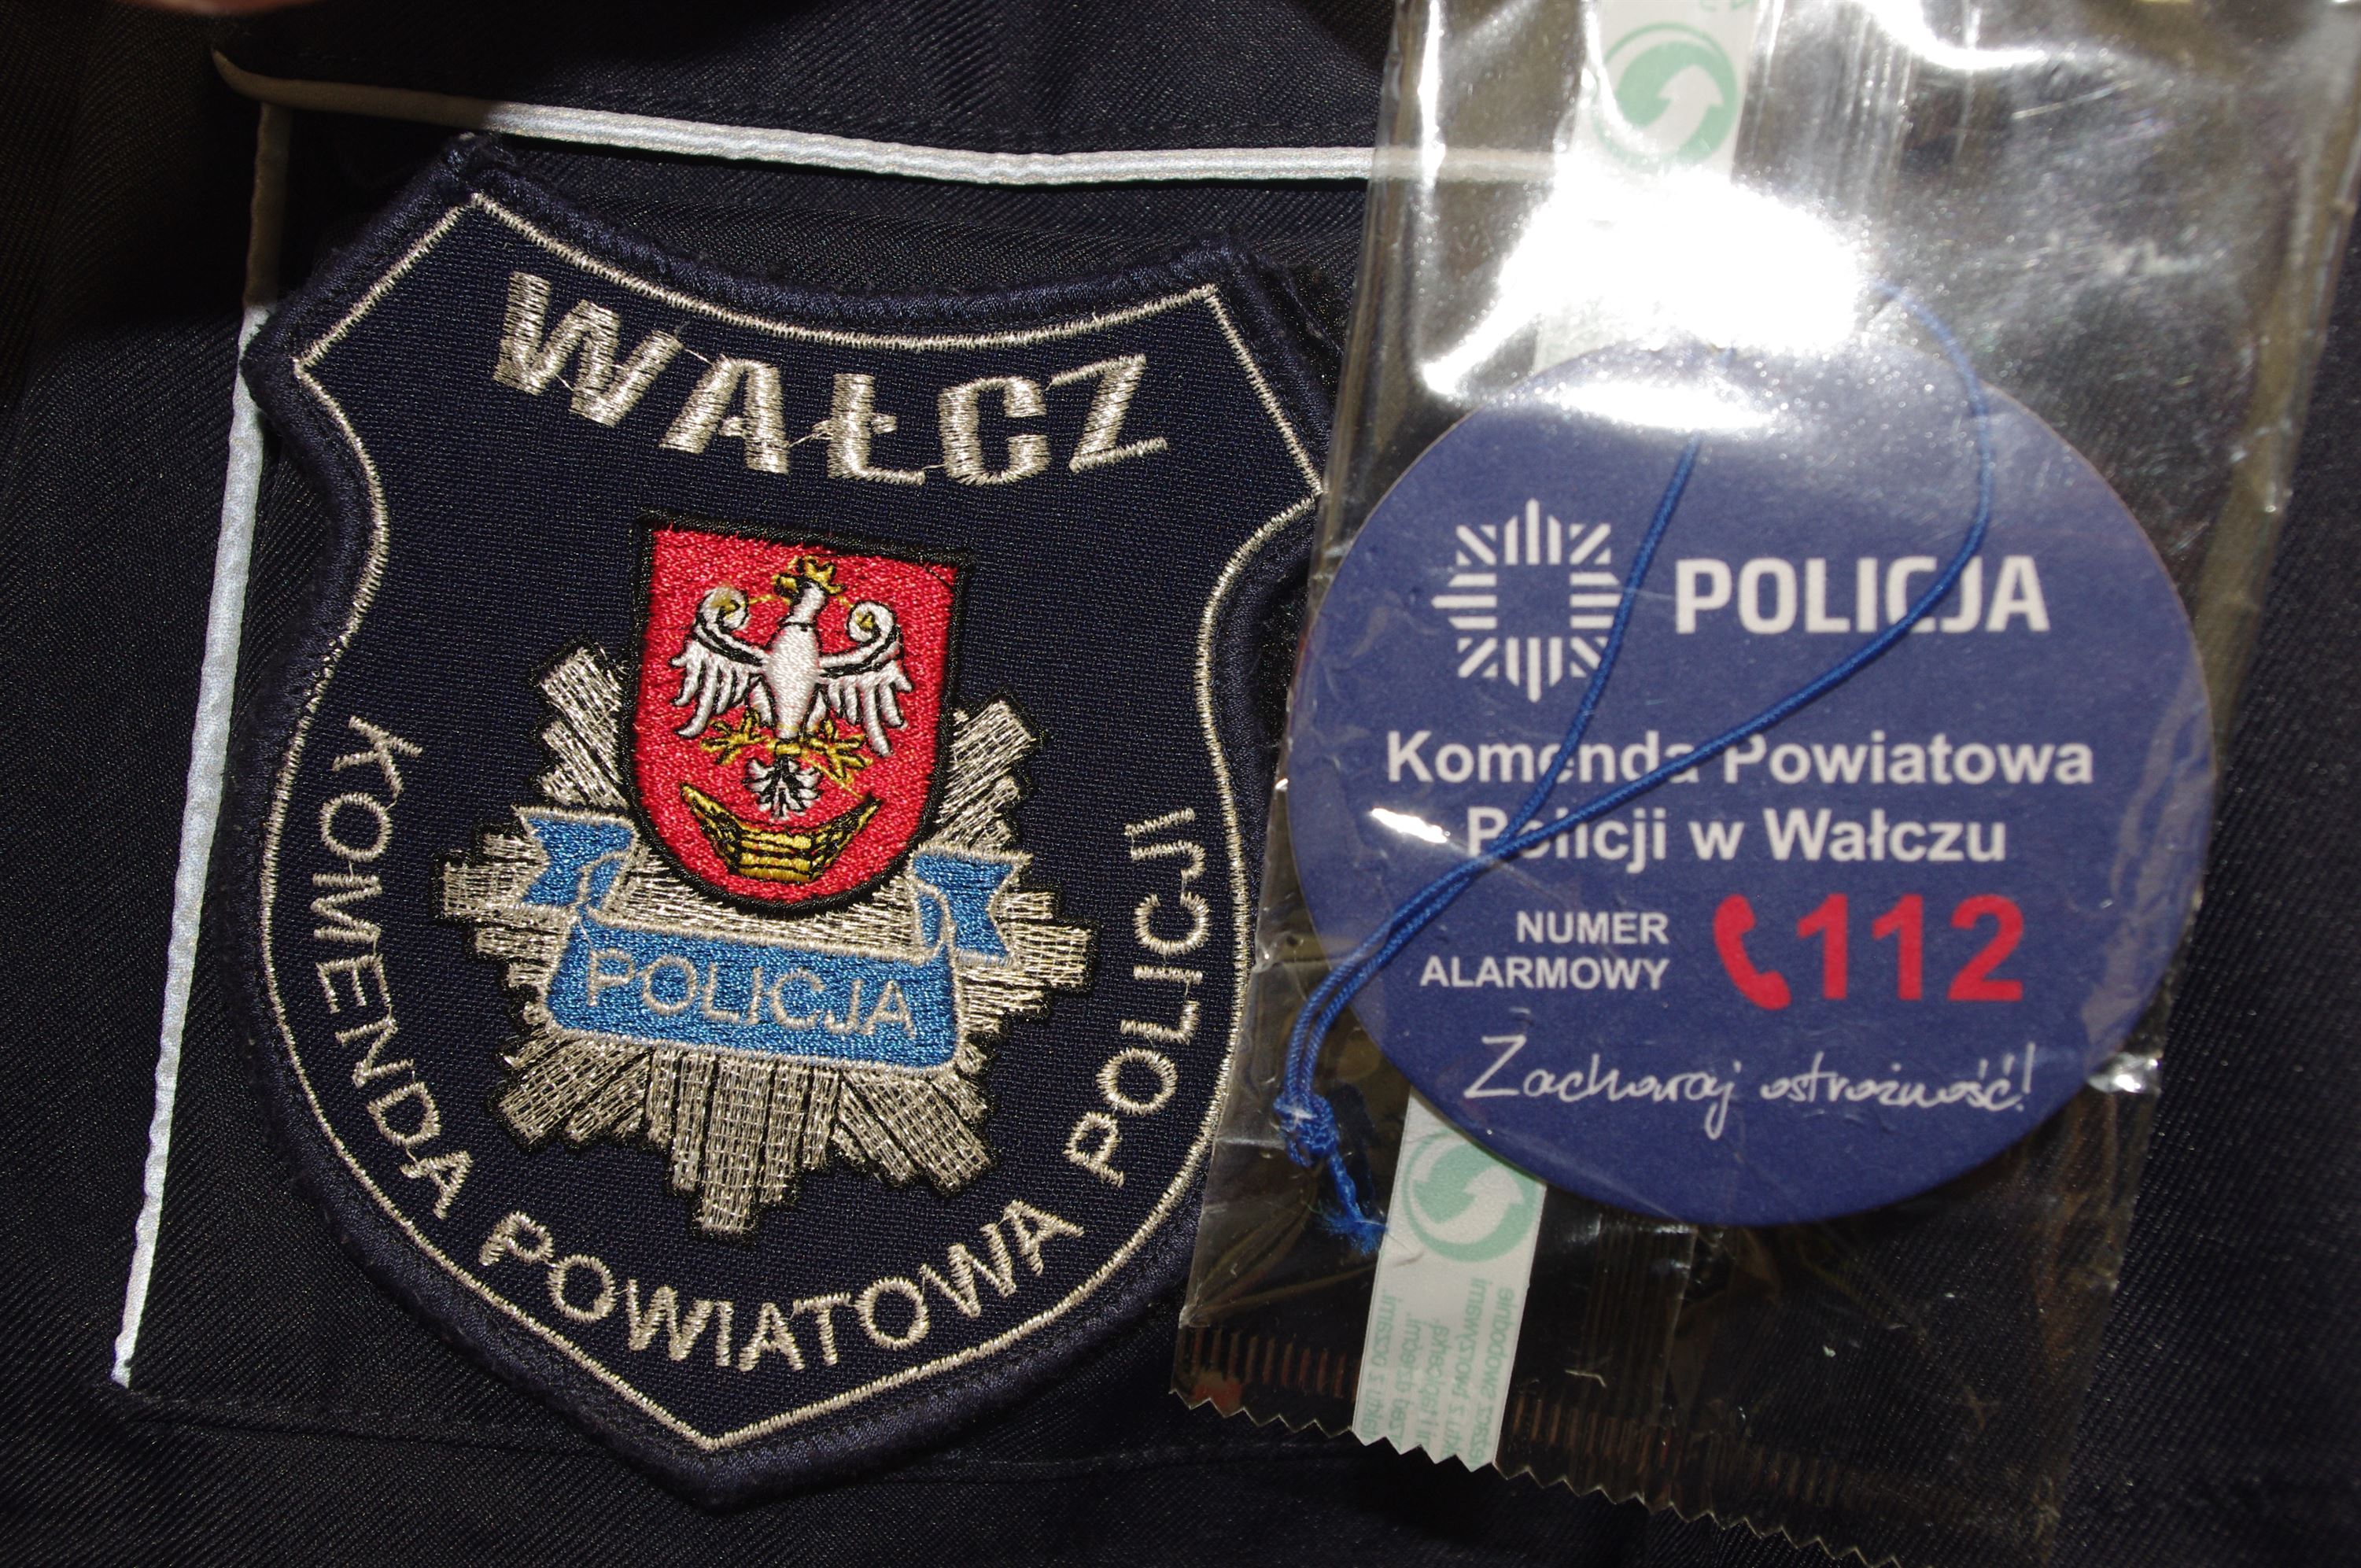 WAŁCZ
POLICJA
KOMENDA POWIATOWA POLICJI
POLICJA
Komenda Powiatowa
Policji w Wałczu
NUMER
ALARMOWY
112
Zachowaj ostrożność!